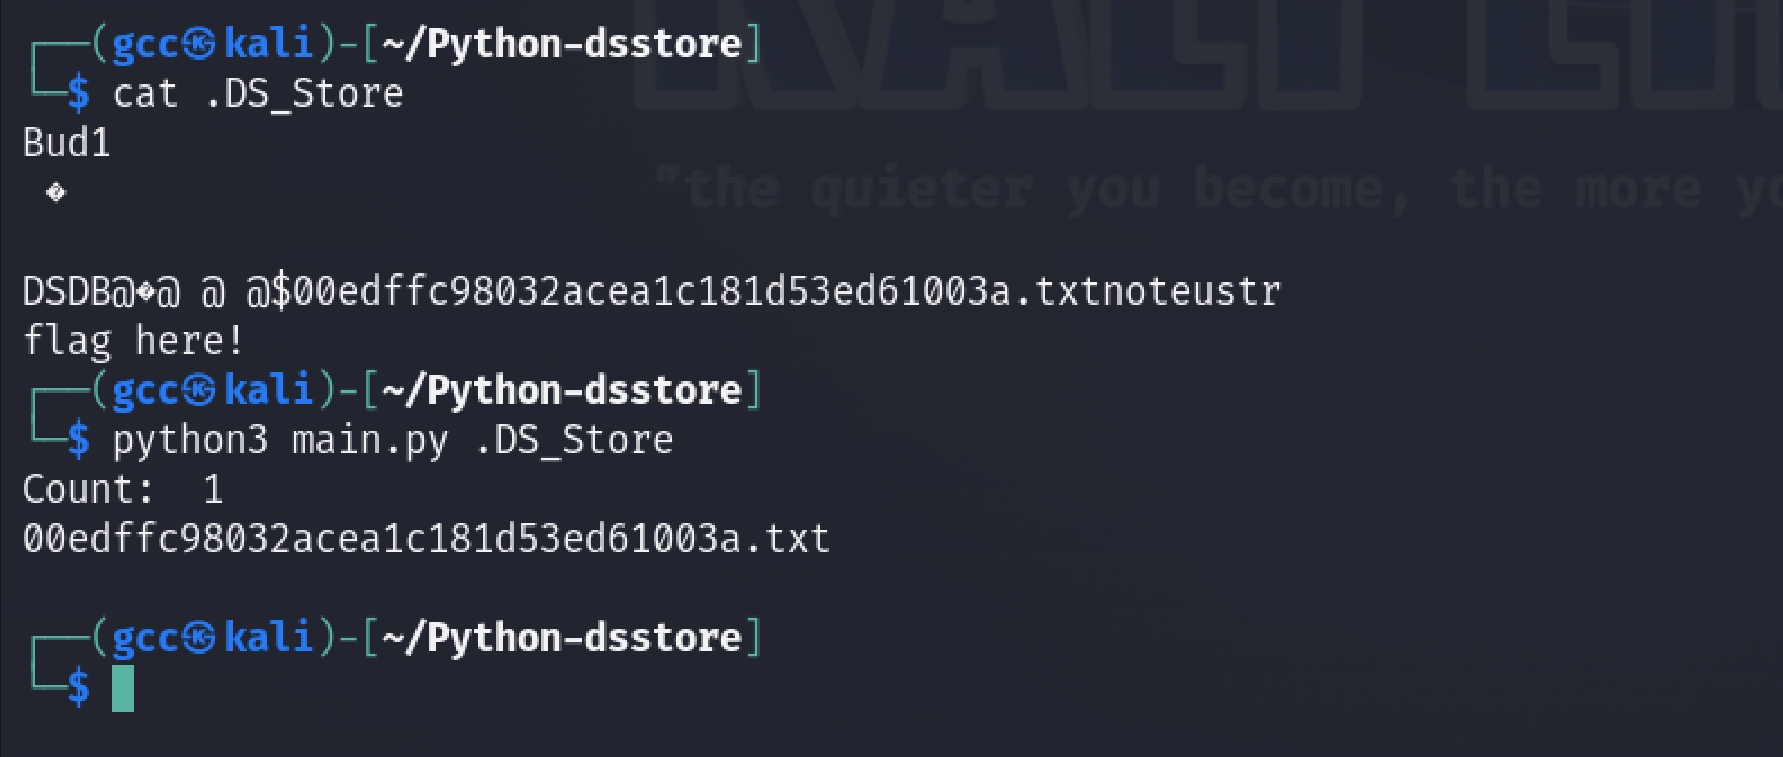 ┌──(gcc㉿kali)-[~/Python-dsstore]
└─$ cat .DS_Store
Bud1
 �
DSDB@�@ @ @$00edffc98032acea1c181d53ed61003a.txtnoteustr
flag here!
┌──(gcc㉿kali)-[~/Python-dsstore]
└─$ python3 main.py .DS_Store
Count:  1
00edffc98032acea1c181d53ed61003a.txt
┌──(gcc㉿kali)-[~/Python-dsstore]
└─$
KALI
"the quieter you become, the more